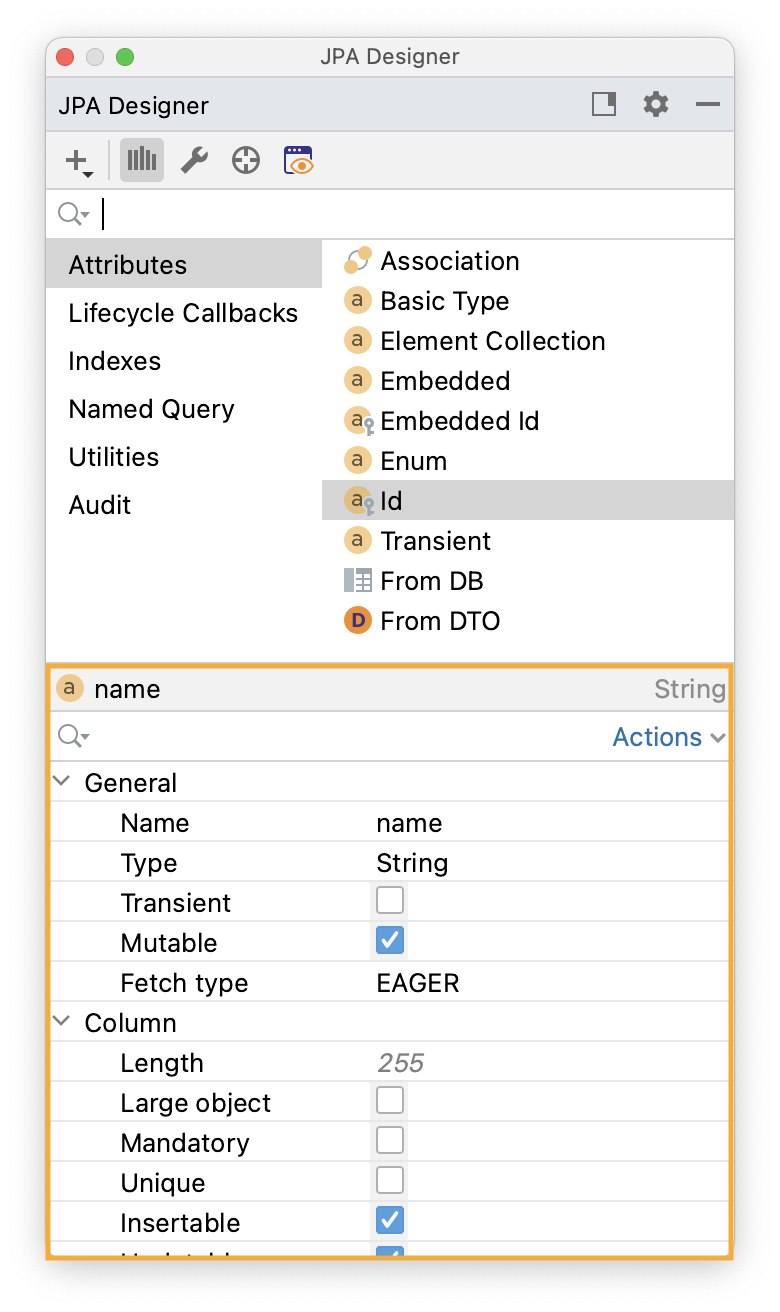 JPA Designer
JPA Designer
Attributes
Lifecycle Callbacks
Indexes
Named Query
Utilities
Audit
Association
a Basic Type
a Element Collection
a Embedded
a Embedded Id
a Enum
a Id
a Transient
From DB
D From DTO
a name String
Actions
General
Name name
Type String
Transient
Mutable
Fetch type EAGER
Column
Length 255
Large object
Mandatory
Unique
Insertable